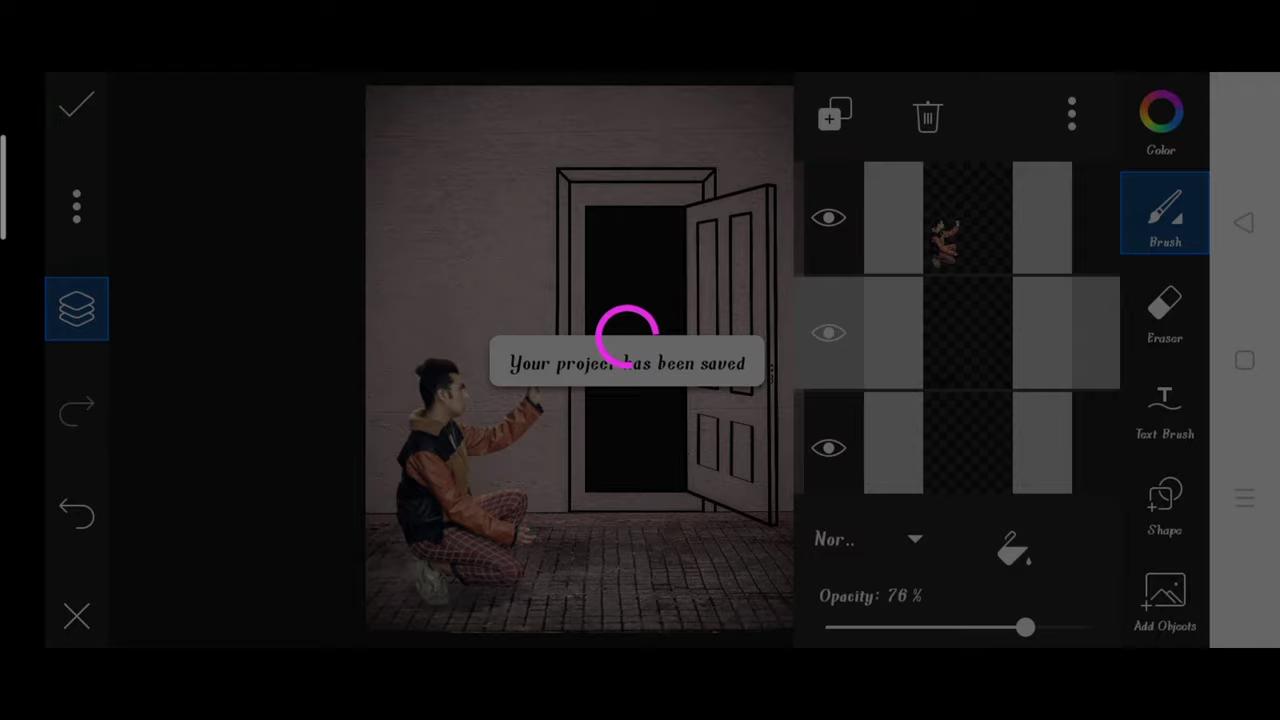 Color
Brush
Your project has been saved
Eraser
Text Brush
Nor..
Shape
Opacity: 76 %
Add Objects